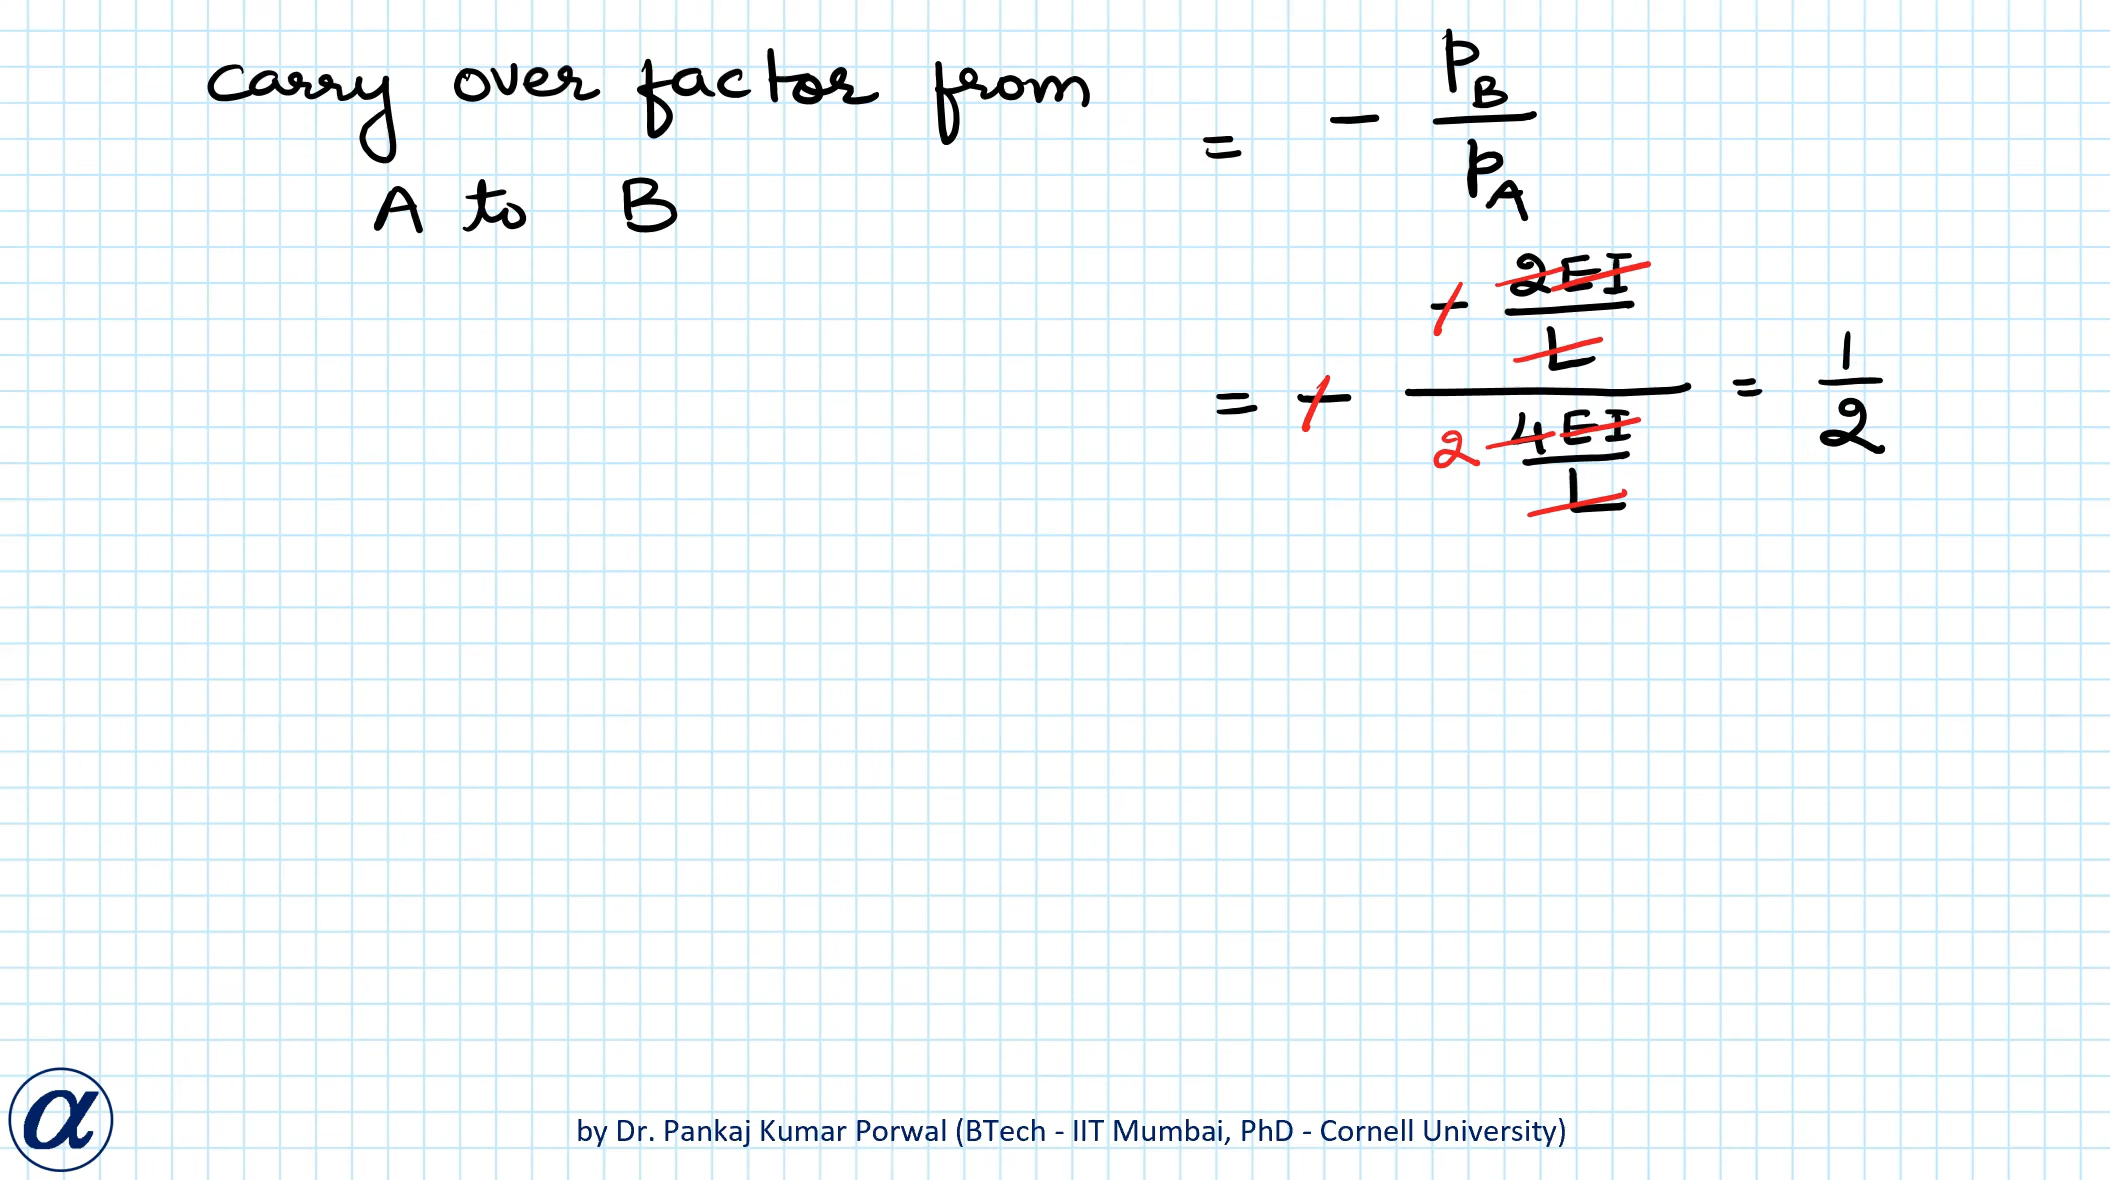 carry over factor from
A to B
= - P_B / P_A
= - (- 2EI / L) / (4EI / L) = 1/2
2
α
by Dr. Pankaj Kumar Porwal (BTech - IIT Mumbai, PhD - Cornell University)